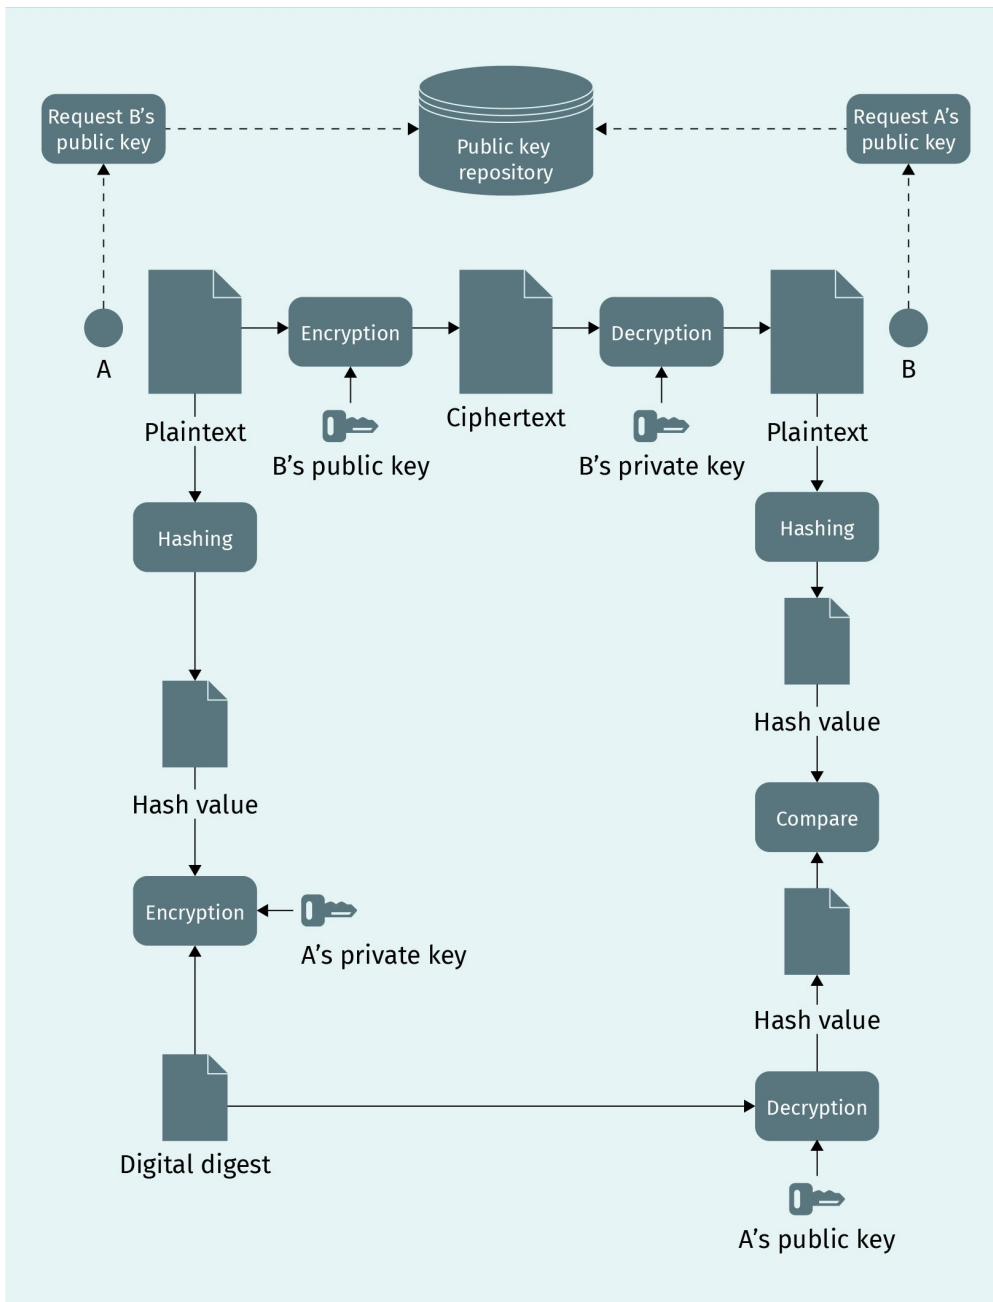 Request B’s
public key
Public key
repository
Request A’s
public key
A
Plaintext
Encryption
B’s public key
Ciphertext
Decryption
B’s private key
Plaintext
B
Hashing
Hash value
Encryption
A’s private key
Digital digest
Hashing
Hash value
Compare
Hash value
Decryption
A’s public key